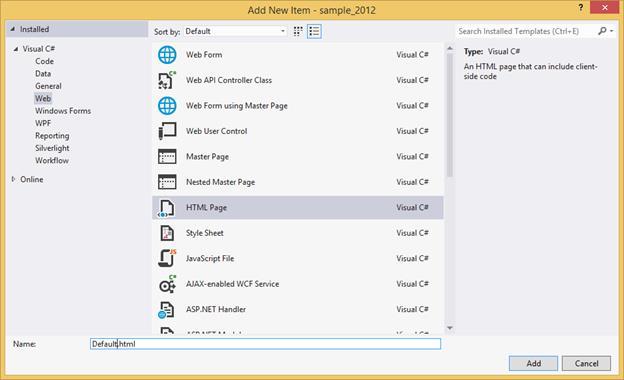 Add New Item - sample_2012
?
Installed
Visual C#
Code
Data
General
Web
Windows Forms
WPF
Reporting
Silverlight
Workflow
Online
Sort by: Default
Web Form Visual C#
Web API Controller Class Visual C#
Web Form using Master Page Visual C#
Web User Control Visual C#
Master Page Visual C#
Nested Master Page Visual C#
HTML Page Visual C#
Style Sheet Visual C#
JavaScript File Visual C#
AJAX-enabled WCF Service Visual C#
ASP.NET Handler Visual C#
Search Installed Templates (Ctrl+E)
Type: Visual C#
An HTML page that can include client-
side code
Name: Default.html
Add Cancel